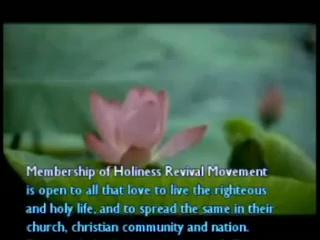 Membership of Holiness Revival Movement
is open to all that love to live the righteous
and holy life, and to spread the same in their
church, christian community and nation.